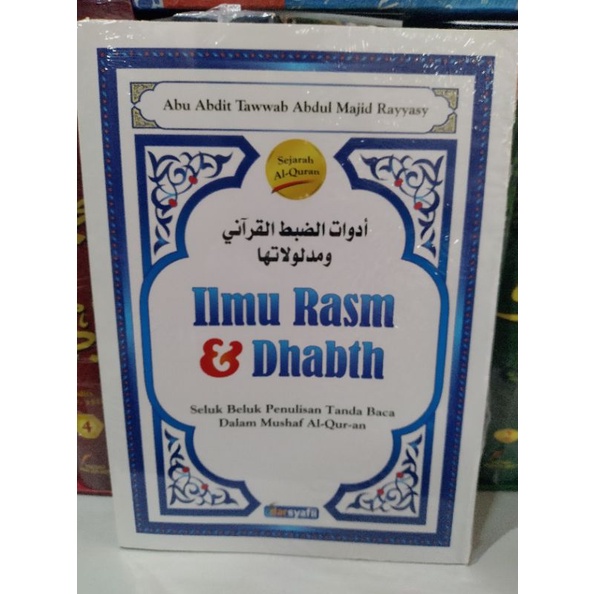 Abu Abdit Tawwab Abdul Majid Rayyasy
Sejarah
Al-Quran
أدوات الضبط القرآني
ومدلولاتها
Ilmu Rasm
& Dhabth
Seluk Beluk Penulisan Tanda Baca
Dalam Mushaf Al-Qur-an
darsyafii
4